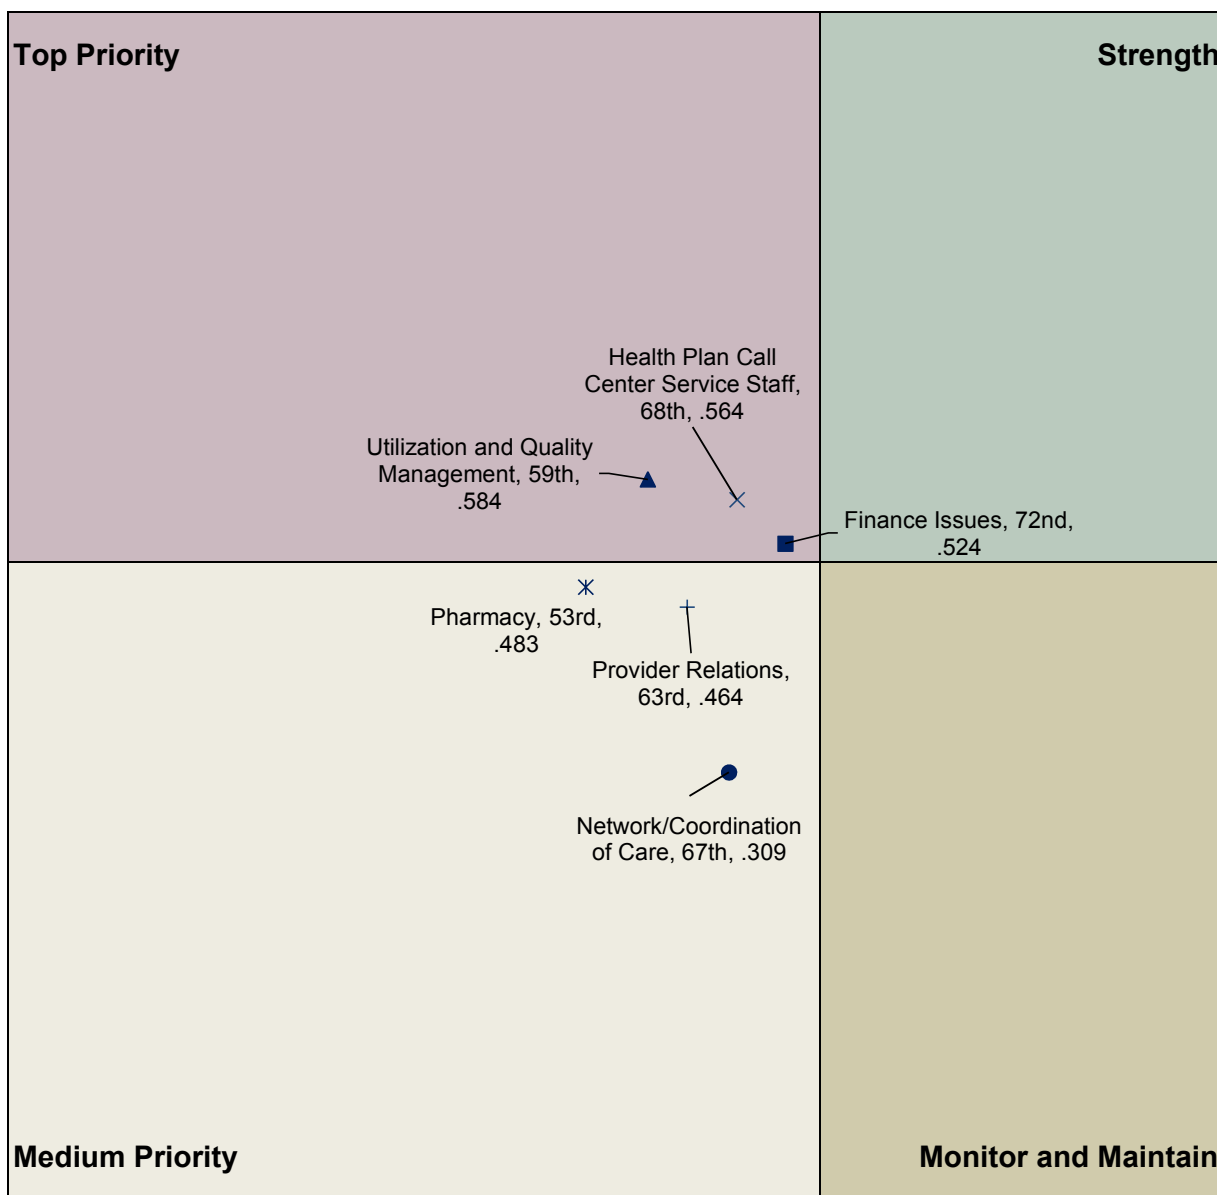 Top Priority
Strength
Health Plan Call
Center Service Staff,
68th, .564
Utilization and Quality
Management, 59th,
.584
Finance Issues, 72nd,
.524
Pharmacy, 53rd,
.483
Provider Relations,
63rd, .464
Network/Coordination
of Care, 67th, .309
Medium Priority
Monitor and Maintain